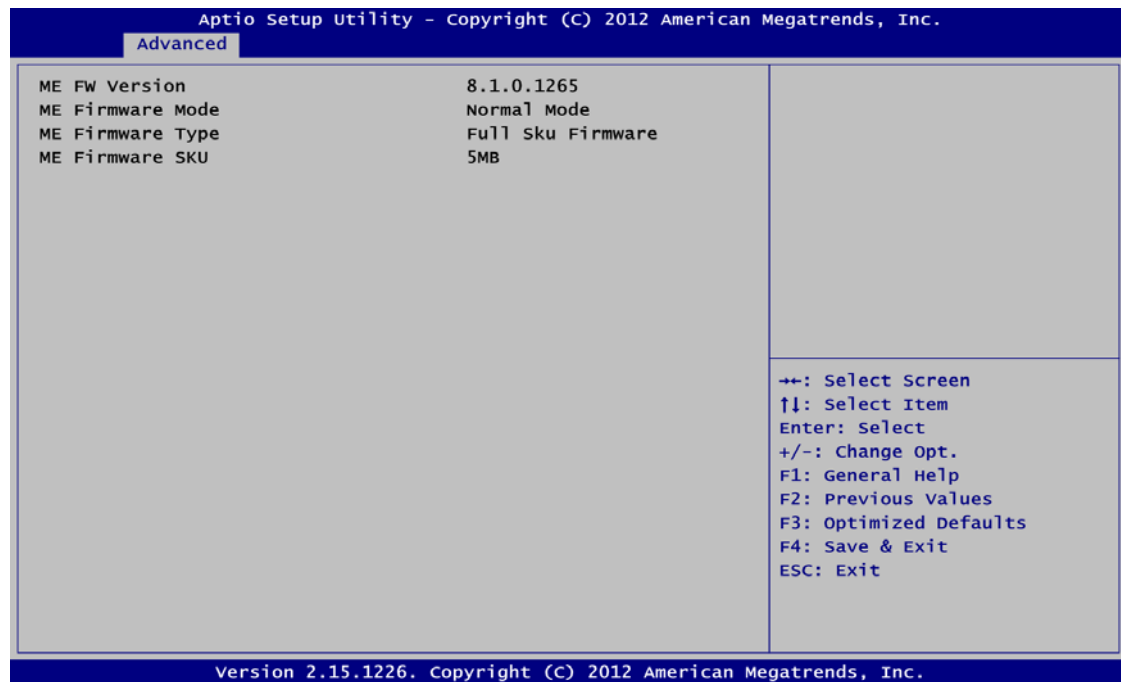 Aptio Setup Utility - Copyright (C) 2012 American Megatrends, Inc.
Advanced
ME FW Version 8.1.0.1265
ME Firmware Mode Normal Mode
ME Firmware Type Full Sku Firmware
ME Firmware SKU 5MB
→←: Select Screen
↑↓: Select Item
Enter: Select
+/-: Change Opt.
F1: General Help
F2: Previous Values
F3: Optimized Defaults
F4: Save & Exit
ESC: Exit
Version 2.15.1226. Copyright (C) 2012 American Megatrends, Inc.